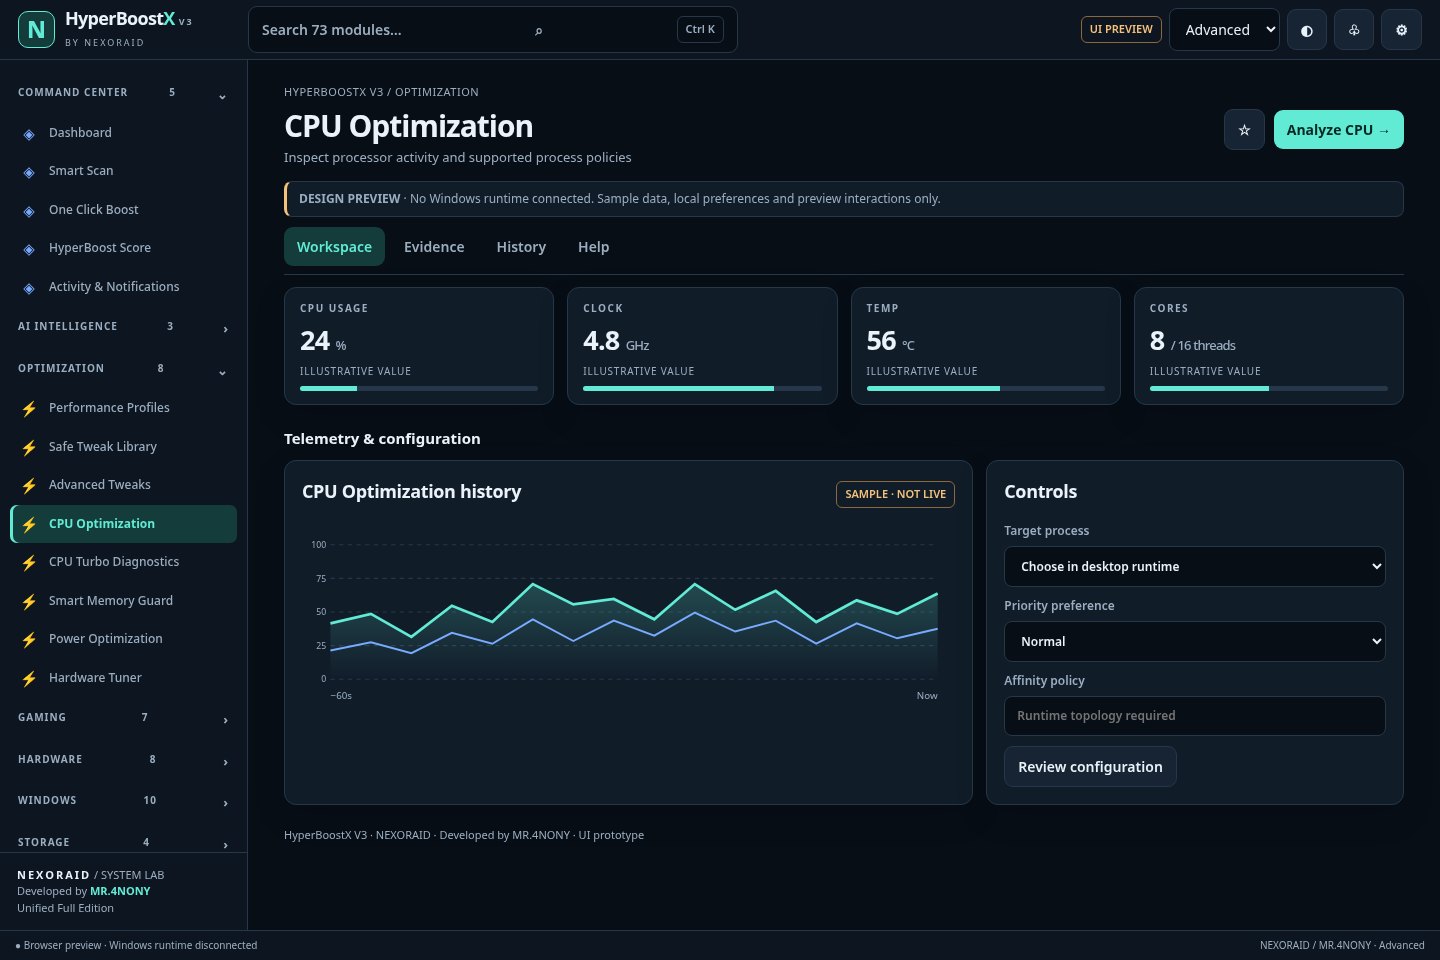 N HyperBoostX V3
BY NEXORAID
Search 73 modules...
Ctrl K
UI PREVIEW
Advanced
COMMAND CENTER 5
Dashboard
Smart Scan
One Click Boost
HyperBoost Score
Activity & Notifications
AI INTELLIGENCE 3
OPTIMIZATION 8
Performance Profiles
Safe Tweak Library
Advanced Tweaks
CPU Optimization
CPU Turbo Diagnostics
Smart Memory Guard
Power Optimization
Hardware Tuner
GAMING 7
HARDWARE 8
WINDOWS 10
STORAGE 4
NEXORAID / SYSTEM LAB
Developed by MR.4NONY
Unified Full Edition
HYPERBOOSTX V3 / OPTIMIZATION
CPU Optimization
Inspect processor activity and supported process policies
☆
Analyze CPU →
DESIGN PREVIEW · No Windows runtime connected. Sample data, local preferences and preview interactions only.
Workspace Evidence History Help
CPU USAGE
24 %
ILLUSTRATIVE VALUE
CLOCK
4.8 GHz
ILLUSTRATIVE VALUE
TEMP
56 °C
ILLUSTRATIVE VALUE
CORES
8 / 16 threads
ILLUSTRATIVE VALUE
Telemetry & configuration
CPU Optimization history
SAMPLE · NOT LIVE
100
75
50
25
0
−60s Now
Controls
Target process
Choose in desktop runtime
Priority preference
Normal
Affinity policy
Runtime topology required
Review configuration
HyperBoostX V3 · NEXORAID · Developed by MR.4NONY · UI prototype
● Browser preview · Windows runtime disconnected
NEXORAID / MR.4NONY · Advanced